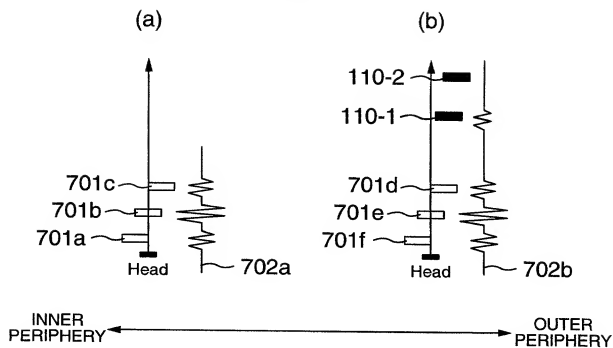 (a)
(b)
110-2
110-1
701c
701b
701a
701d
701e
701f
Head
702a
Head
702b
INNER
PERIPHERY
OUTER
PERIPHERY